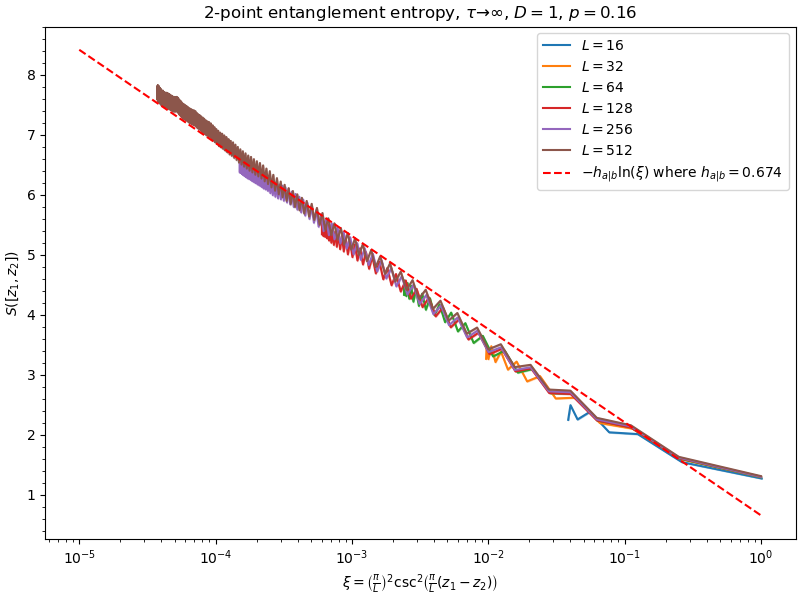 2-point entanglement entropy, τ→∞, D = 1, p = 0.16
L = 16
L = 32
L = 64
L = 128
L = 256
L = 512
−h_{a|b}ln(ξ) where h_{a|b} = 0.674
S([z₁, z₂])
8
7
6
5
4
3
2
1
10⁻⁵
10⁻⁴
10⁻³
10⁻²
10⁻¹
10⁰
ξ = (π/L)²csc²(π/L(z₁ − z₂))